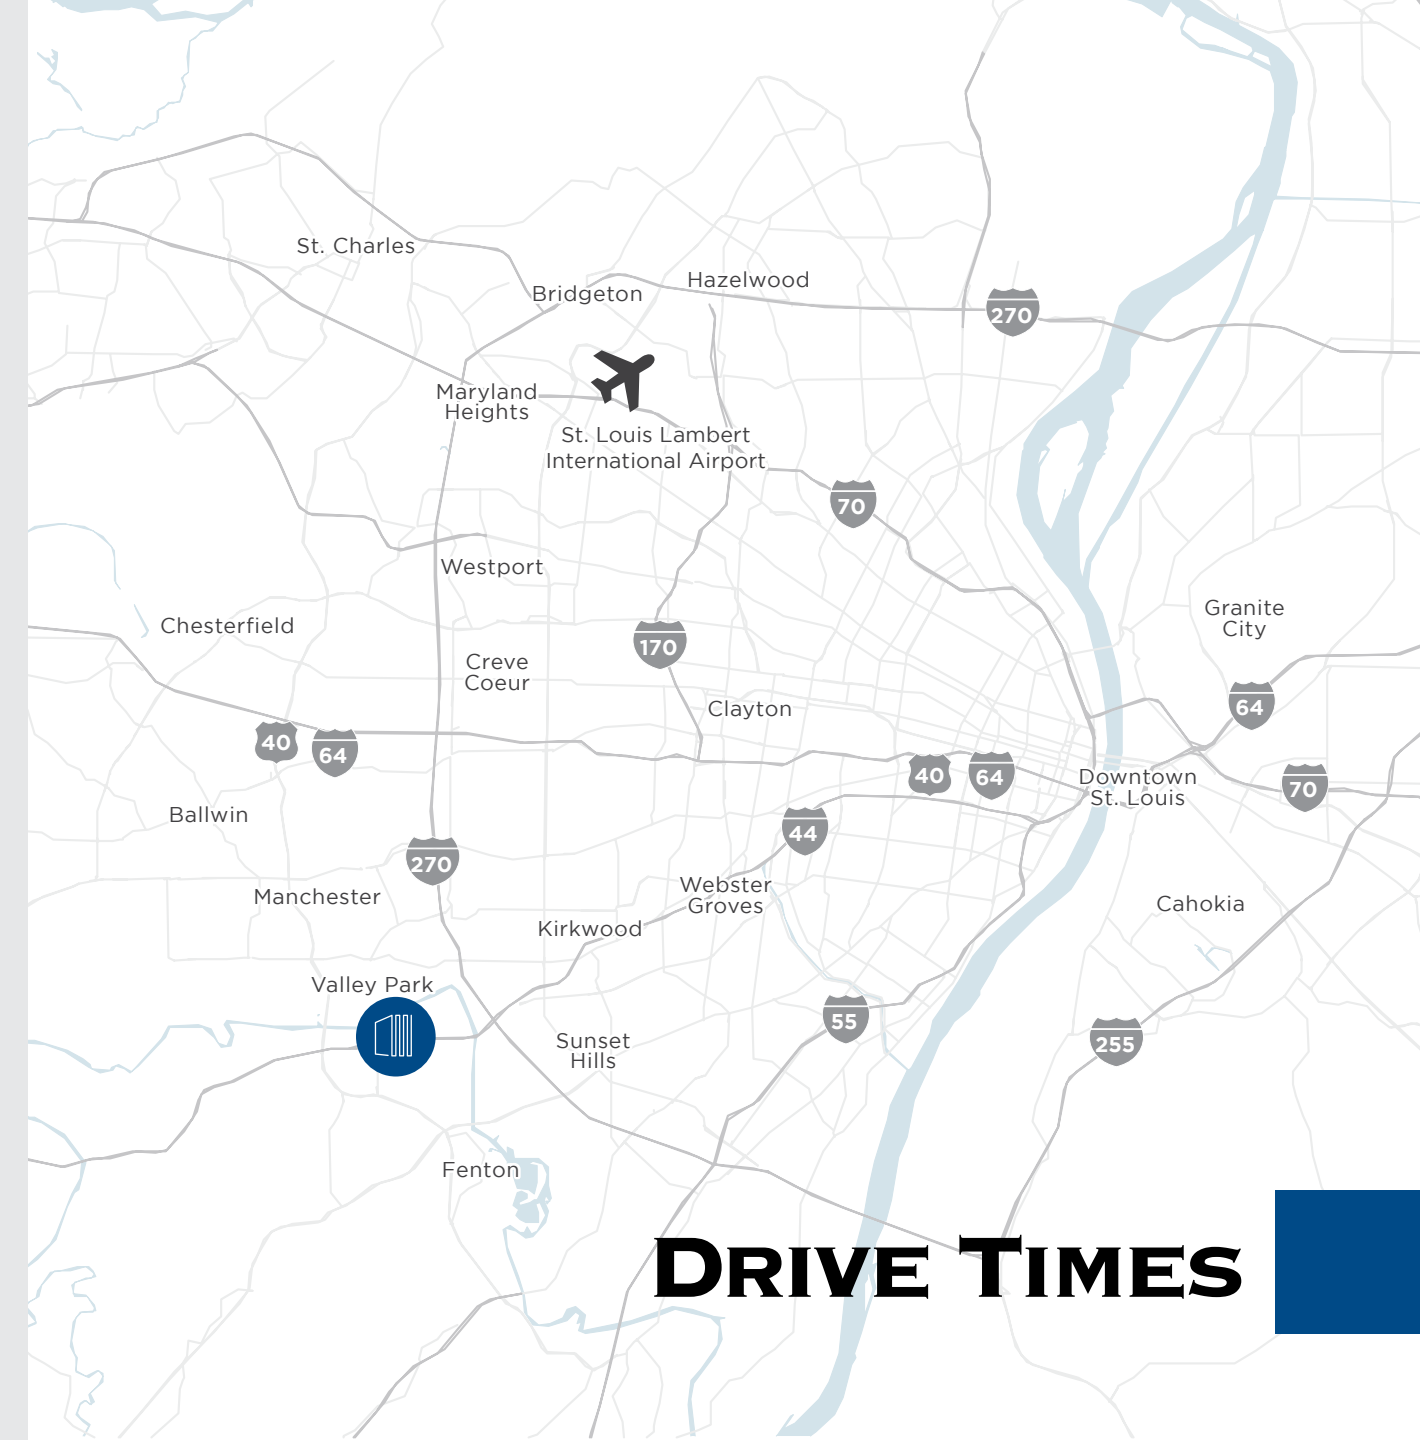 St. Charles
Bridgeton
Hazelwood
270
Maryland
Heights
St. Louis Lambert
International Airport
70
Westport
Chesterfield
Granite
City
170
Creve
Coeur
Clayton
64
40
64
40
64
Downtown
St. Louis
70
Ballwin
44
270
Manchester
Webster
Groves
Cahokia
Kirkwood
Valley Park
55
Sunset
Hills
255
Fenton
DRIVE TIMES